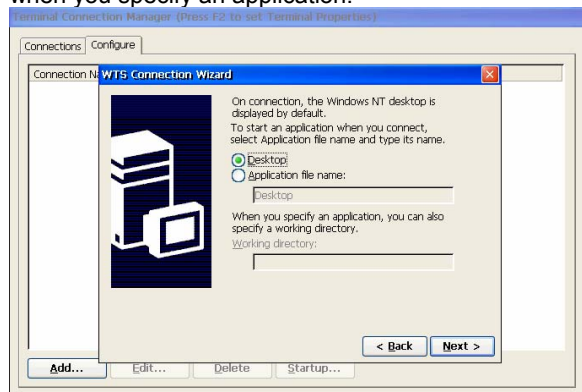 when you specify an application.
Terminal Connection Manager (Press F2 to set Terminal Properties)
Connections Configure
Connection Na
WTS Connection Wizard
On connection, the Windows NT desktop is
displayed by default.
To start an application when you connect,
select Application file name and type its name.
Desktop
Application file name:
Desktop
When you specify an application, you can also
specify a working directory.
Working directory:
< Back Next >
Add... Edit... Delete Startup...